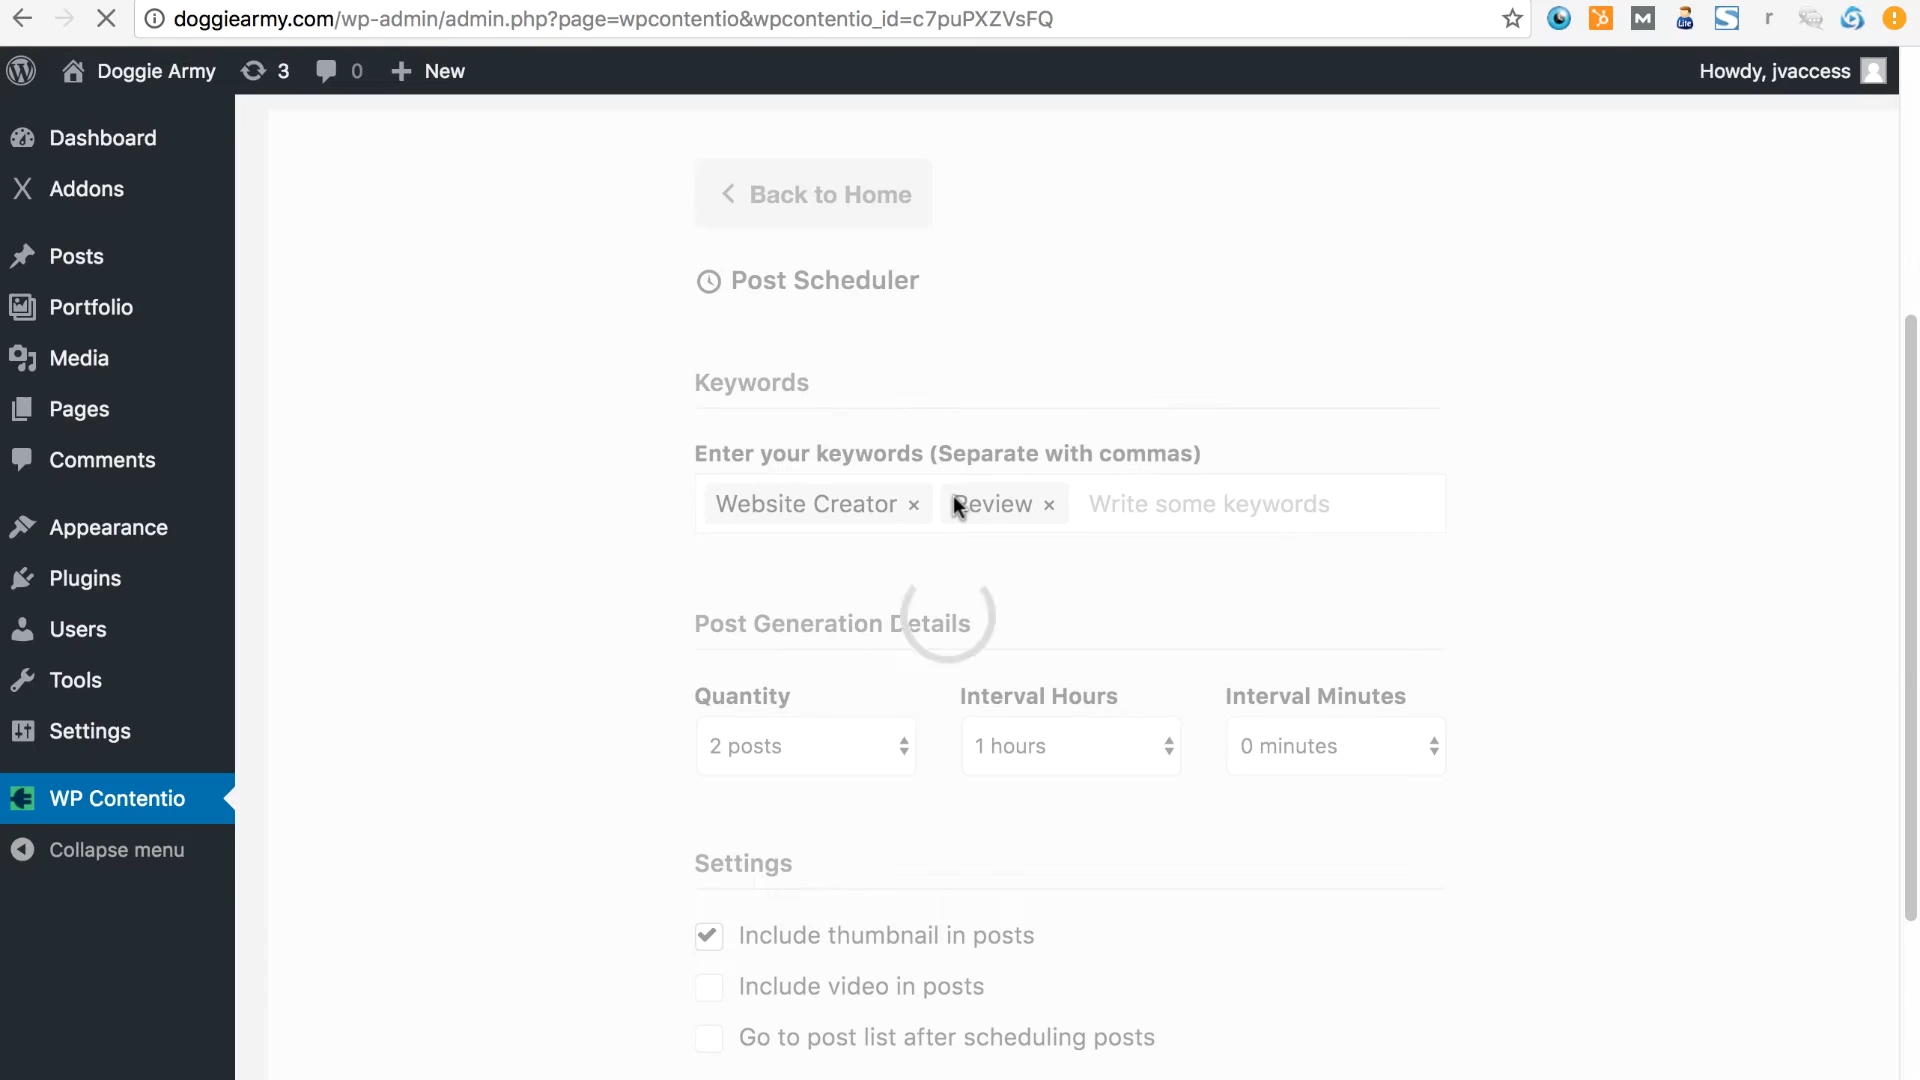 doggiearmy.com/wp-admin/admin.php?page=wpcontentio&wpcontentio_id=c7puPXZVsFQ
Doggie Army 3 0 New Howdy, jvaccess
Dashboard
Addons
Posts
Portfolio
Media
Pages
Comments
Appearance
Plugins
Users
Tools
Settings
WP Contentio
Collapse menu
Back to Home
Post Scheduler
Keywords
Enter your keywords (Separate with commas)
Website Creator × Review × Write some keywords
Post Generation Details
Quantity Interval Hours Interval Minutes
2 posts 1 hours 0 minutes
Settings
Include thumbnail in posts
Include video in posts
Go to post list after scheduling posts